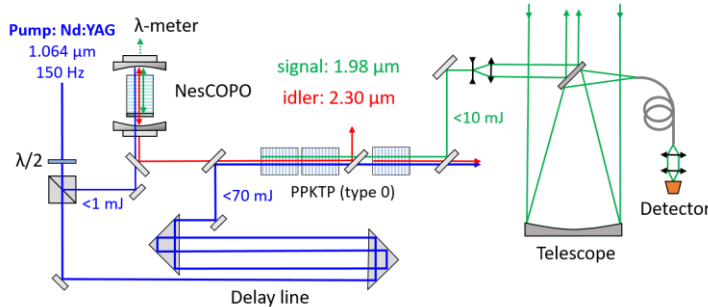 λ-meter
Pump: Nd:YAG
1.064 µm
150 Hz
NesCOPO
signal: 1.98 µm
idler: 2.30 µm
<10 mJ
λ/2
<1 mJ
<70 mJ
PPKTP (type 0)
Detector
Telescope
Delay line